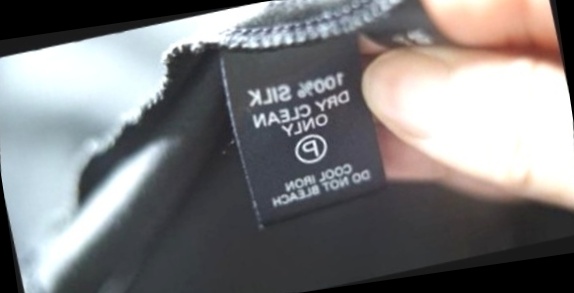 100% SILK
DRY CLEAN
ONLY
P
COOL IRON
DO NOT BLEACH